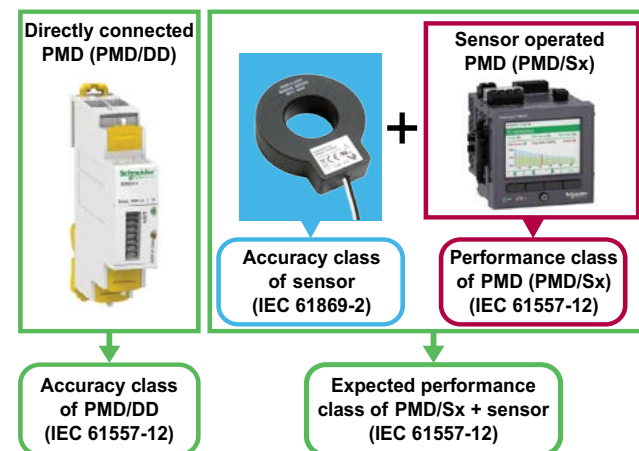 Directly connected
PMD (PMD/DD)
Schneider
Sensor operated
PMD (PMD/Sx)
+
Schneider
Accuracy class
of sensor
(IEC 61869-2)
Performance class
of PMD (PMD/Sx)
(IEC 61557-12)
Accuracy class
of PMD/DD
(IEC 61557-12)
Expected performance
class of PMD/Sx + sensor
(IEC 61557-12)